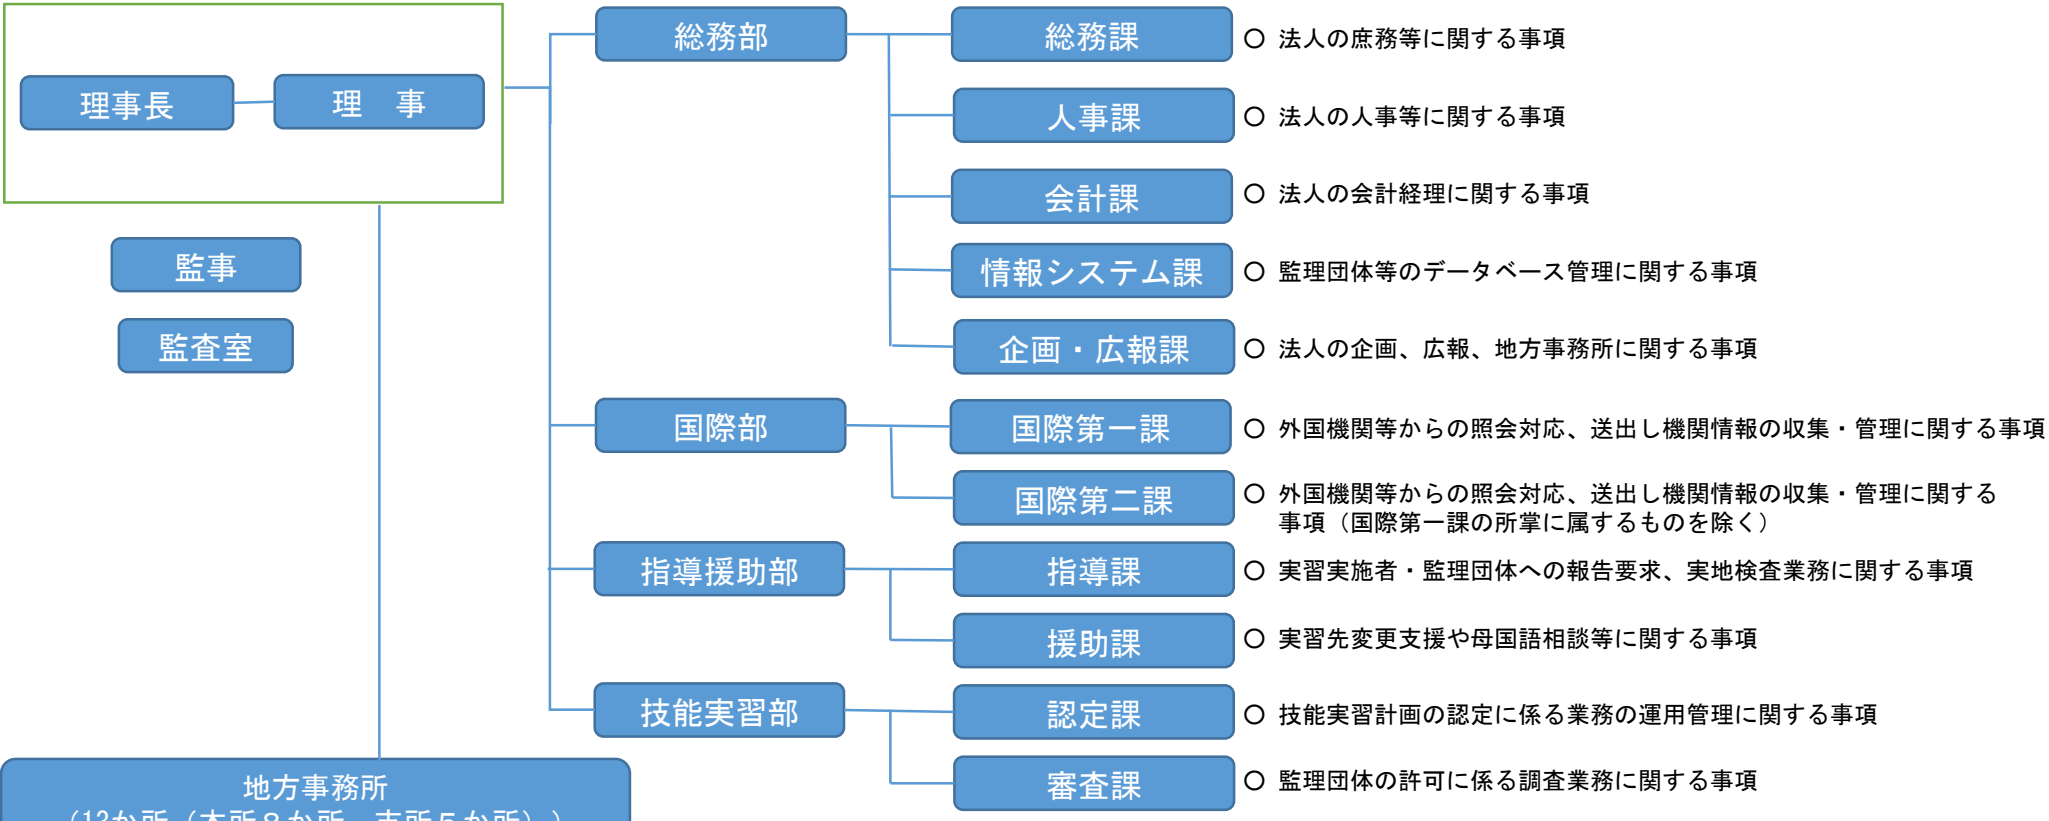 理事長
理　事
監事
監査室
地方事務所
（13か所（本所８か所、支所５か所））
総務部
総務課
〇 法人の庶務等に関する事項
人事課
〇 法人の人事等に関する事項
会計課
〇 法人の会計経理に関する事項
情報システム課
〇 監理団体等のデータベース管理に関する事項
企画・広報課
〇 法人の企画、広報、地方事務所に関する事項
国際部
国際第一課
〇 外国機関等からの照会対応、送出し機関情報の収集・管理に関する事項
国際第二課
〇 外国機関等からの照会対応、送出し機関情報の収集・管理に関する
事項（国際第一課の所掌に属するものを除く）
指導援助部
指導課
〇 実習実施者・監理団体への報告要求、実地検査業務に関する事項
援助課
〇 実習先変更支援や母国語相談等に関する事項
技能実習部
認定課
〇 技能実習計画の認定に係る業務の運用管理に関する事項
審査課
〇 監理団体の許可に係る調査業務に関する事項